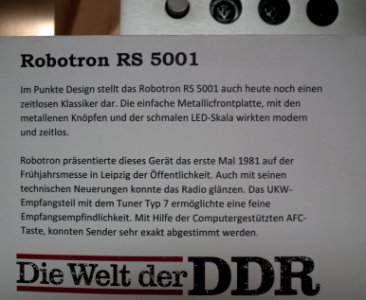 Robotron RS 5001
Im Punkte Design stellt das Robotron RS 5001 auch heute noch einen
zeitlosen Klassiker dar. Die einfache Metallicfrontplatte, mit den
metallenen Knöpfen und der schmalen LED-Skala wirkten modern
und zeitlos.
Robotron präsentierte dieses Gerät das erste Mal 1981 auf der
Frühjahrsmesse in Leipzig der Öffentlichkeit. Auch mit seinen
technischen Neuerungen konnte das Radio glänzen. Das UKW-
Empfangsteil mit dem Tuner Typ 7 ermöglichte eine feine
Empfangsempfindlichkeit. Mit Hilfe der Computergestützten AFC-
Taste, konnten Sender sehr exakt abgestimmt werden.
Die Welt der DDR